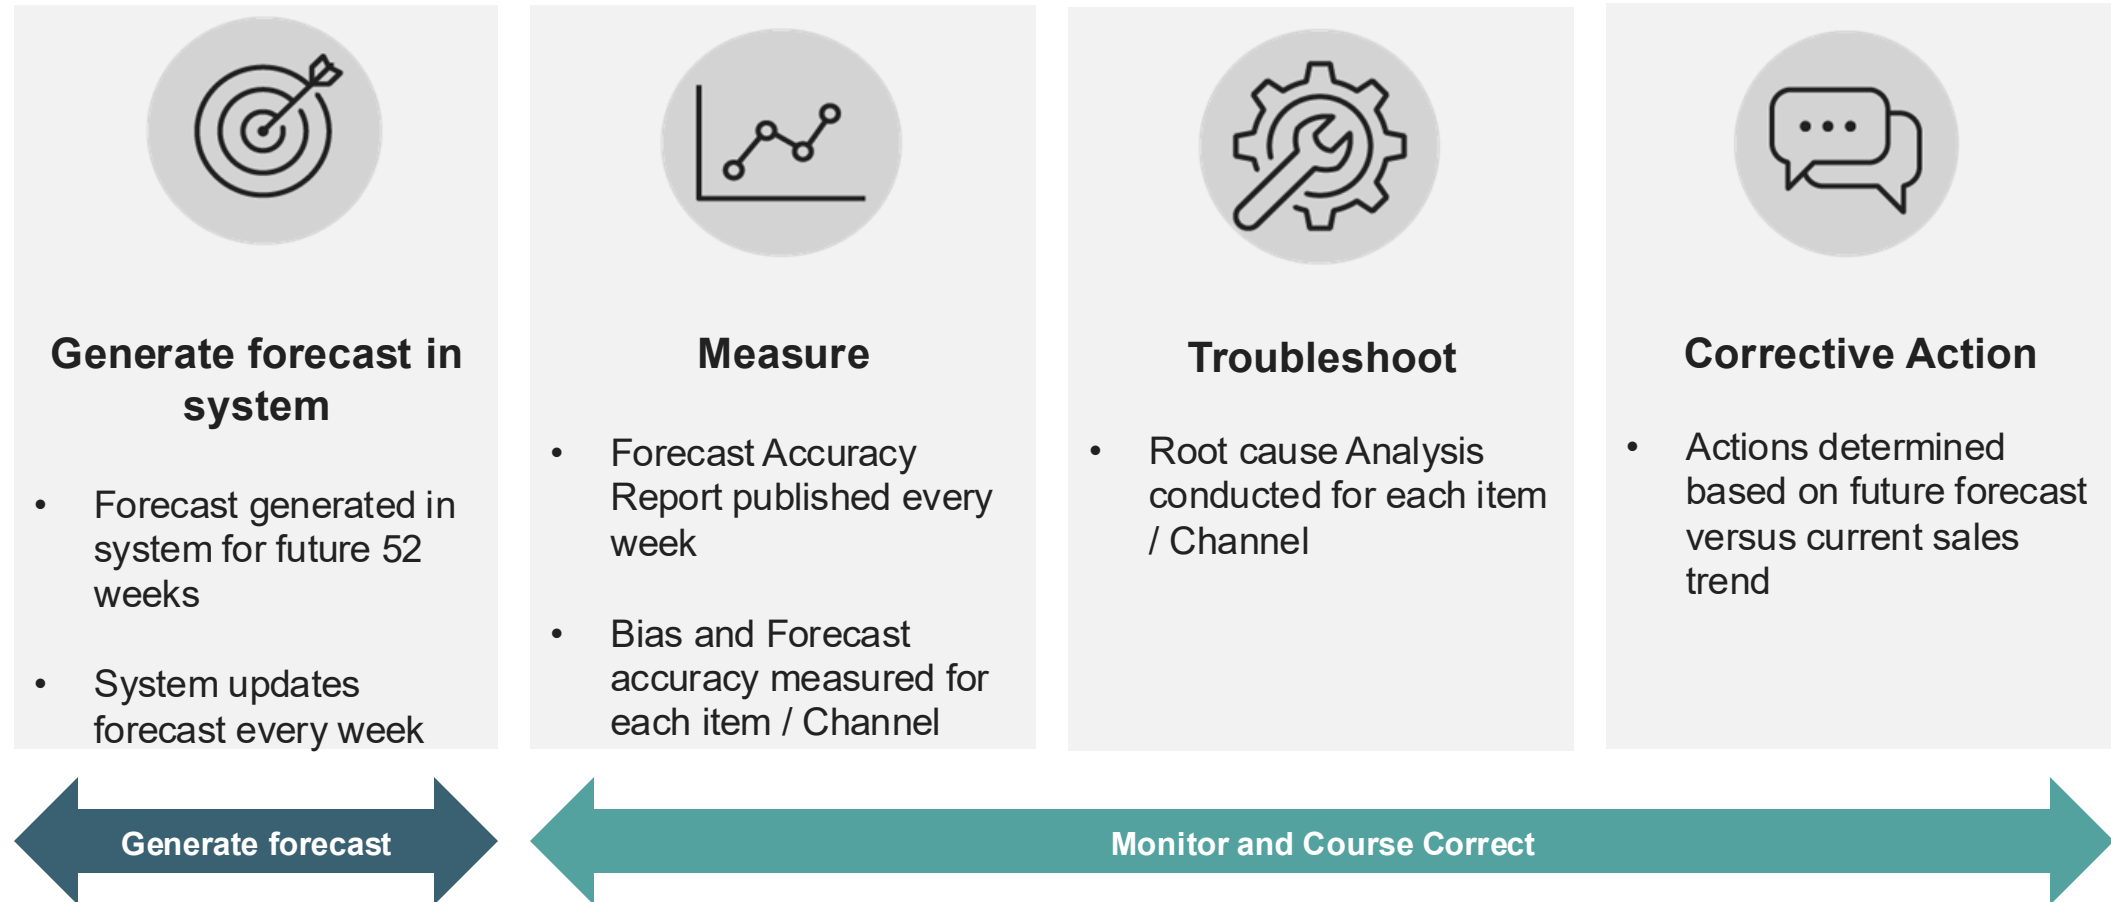 Generate forecast in
system
• Forecast generated in
system for future 52
weeks
• System updates
forecast every week
Measure
• Forecast Accuracy
Report published every
week
• Bias and Forecast
accuracy measured for
each item / Channel
Troubleshoot
• Root cause Analysis
conducted for each item
/ Channel
Corrective Action
• Actions determined
based on future forecast
versus current sales
trend
Generate forecast
Monitor and Course Correct